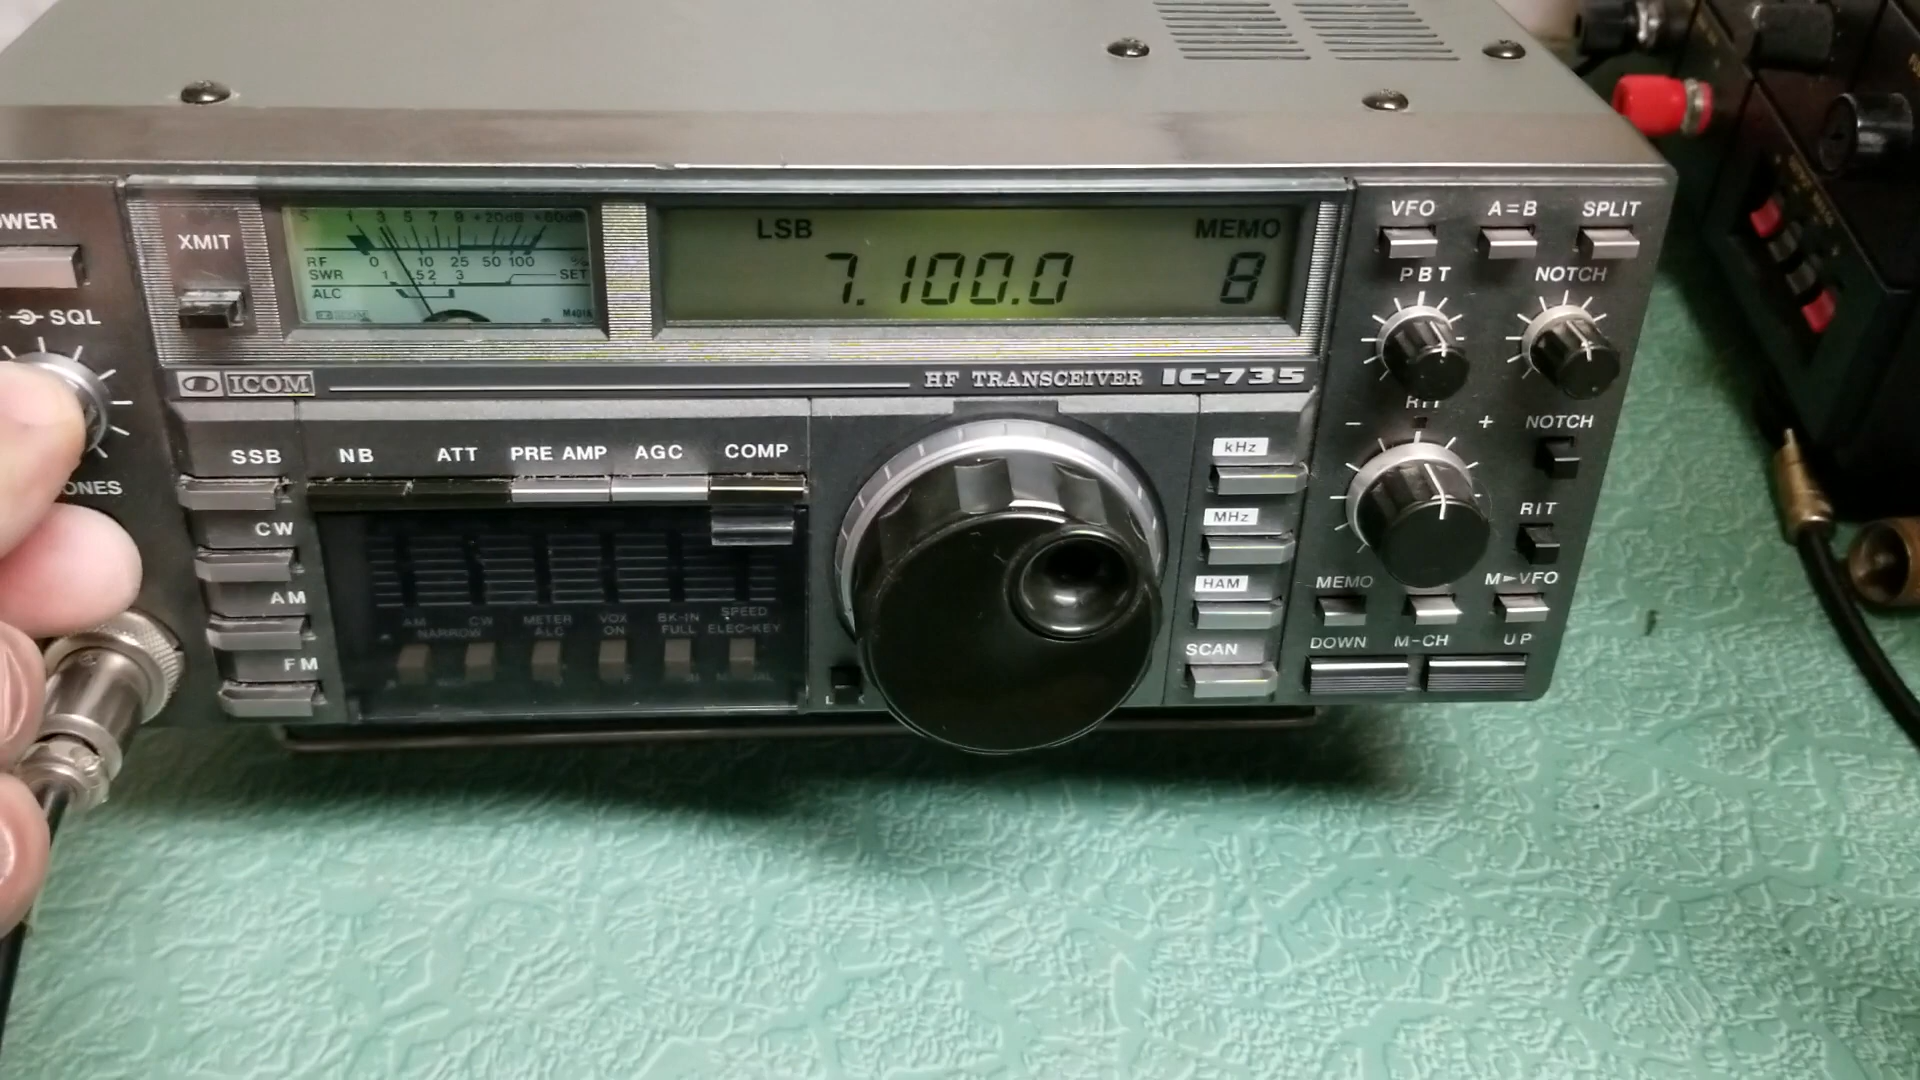 OWER
XMIT
SQL
ONES
S 1 3 5 7 9 +20dB +60dB
RF 0 10 25 50 100 %
SWR 1 1.5 2 3 SET
ALC
ICOM
LSB MEMO
7.100.0 8
ICOM
HF TRANSCEIVER IC-735
VFO A=B SPLIT
PBT NOTCH
RIT
- +
NOTCH
RIT
MEMO M►VFO
DOWN M-CH UP
SSB
CW
AM
FM
NB ATT PRE AMP AGC COMP
AM CW METER VOX BK-IN SPEED
NARROW ALC ON FULL ELEC-KEY
kHz
MHz
HAM
SCAN